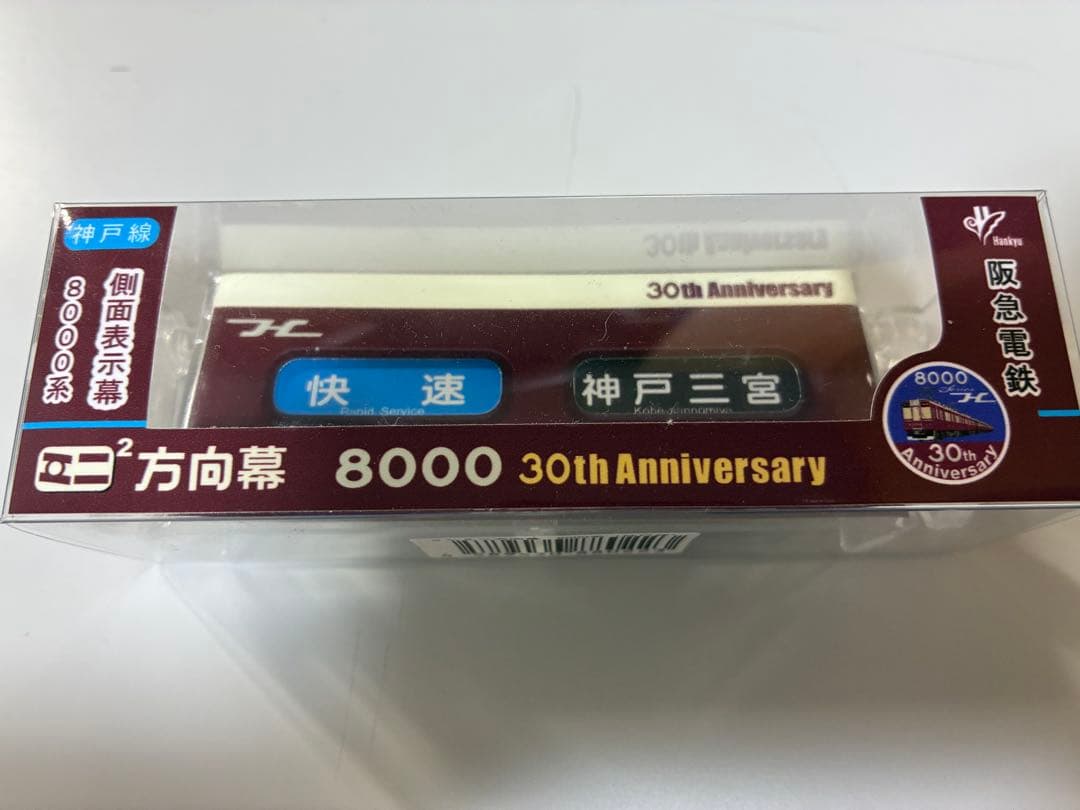 神戸線
側面表示幕
8000系
30th Anniversary
快速
Rapid Service
神戸三宮
Kobe-sannomiya
2方向幕
8000 30th Anniversary
Hankyu
阪急電鉄
8000
Series
30th
Anniversary